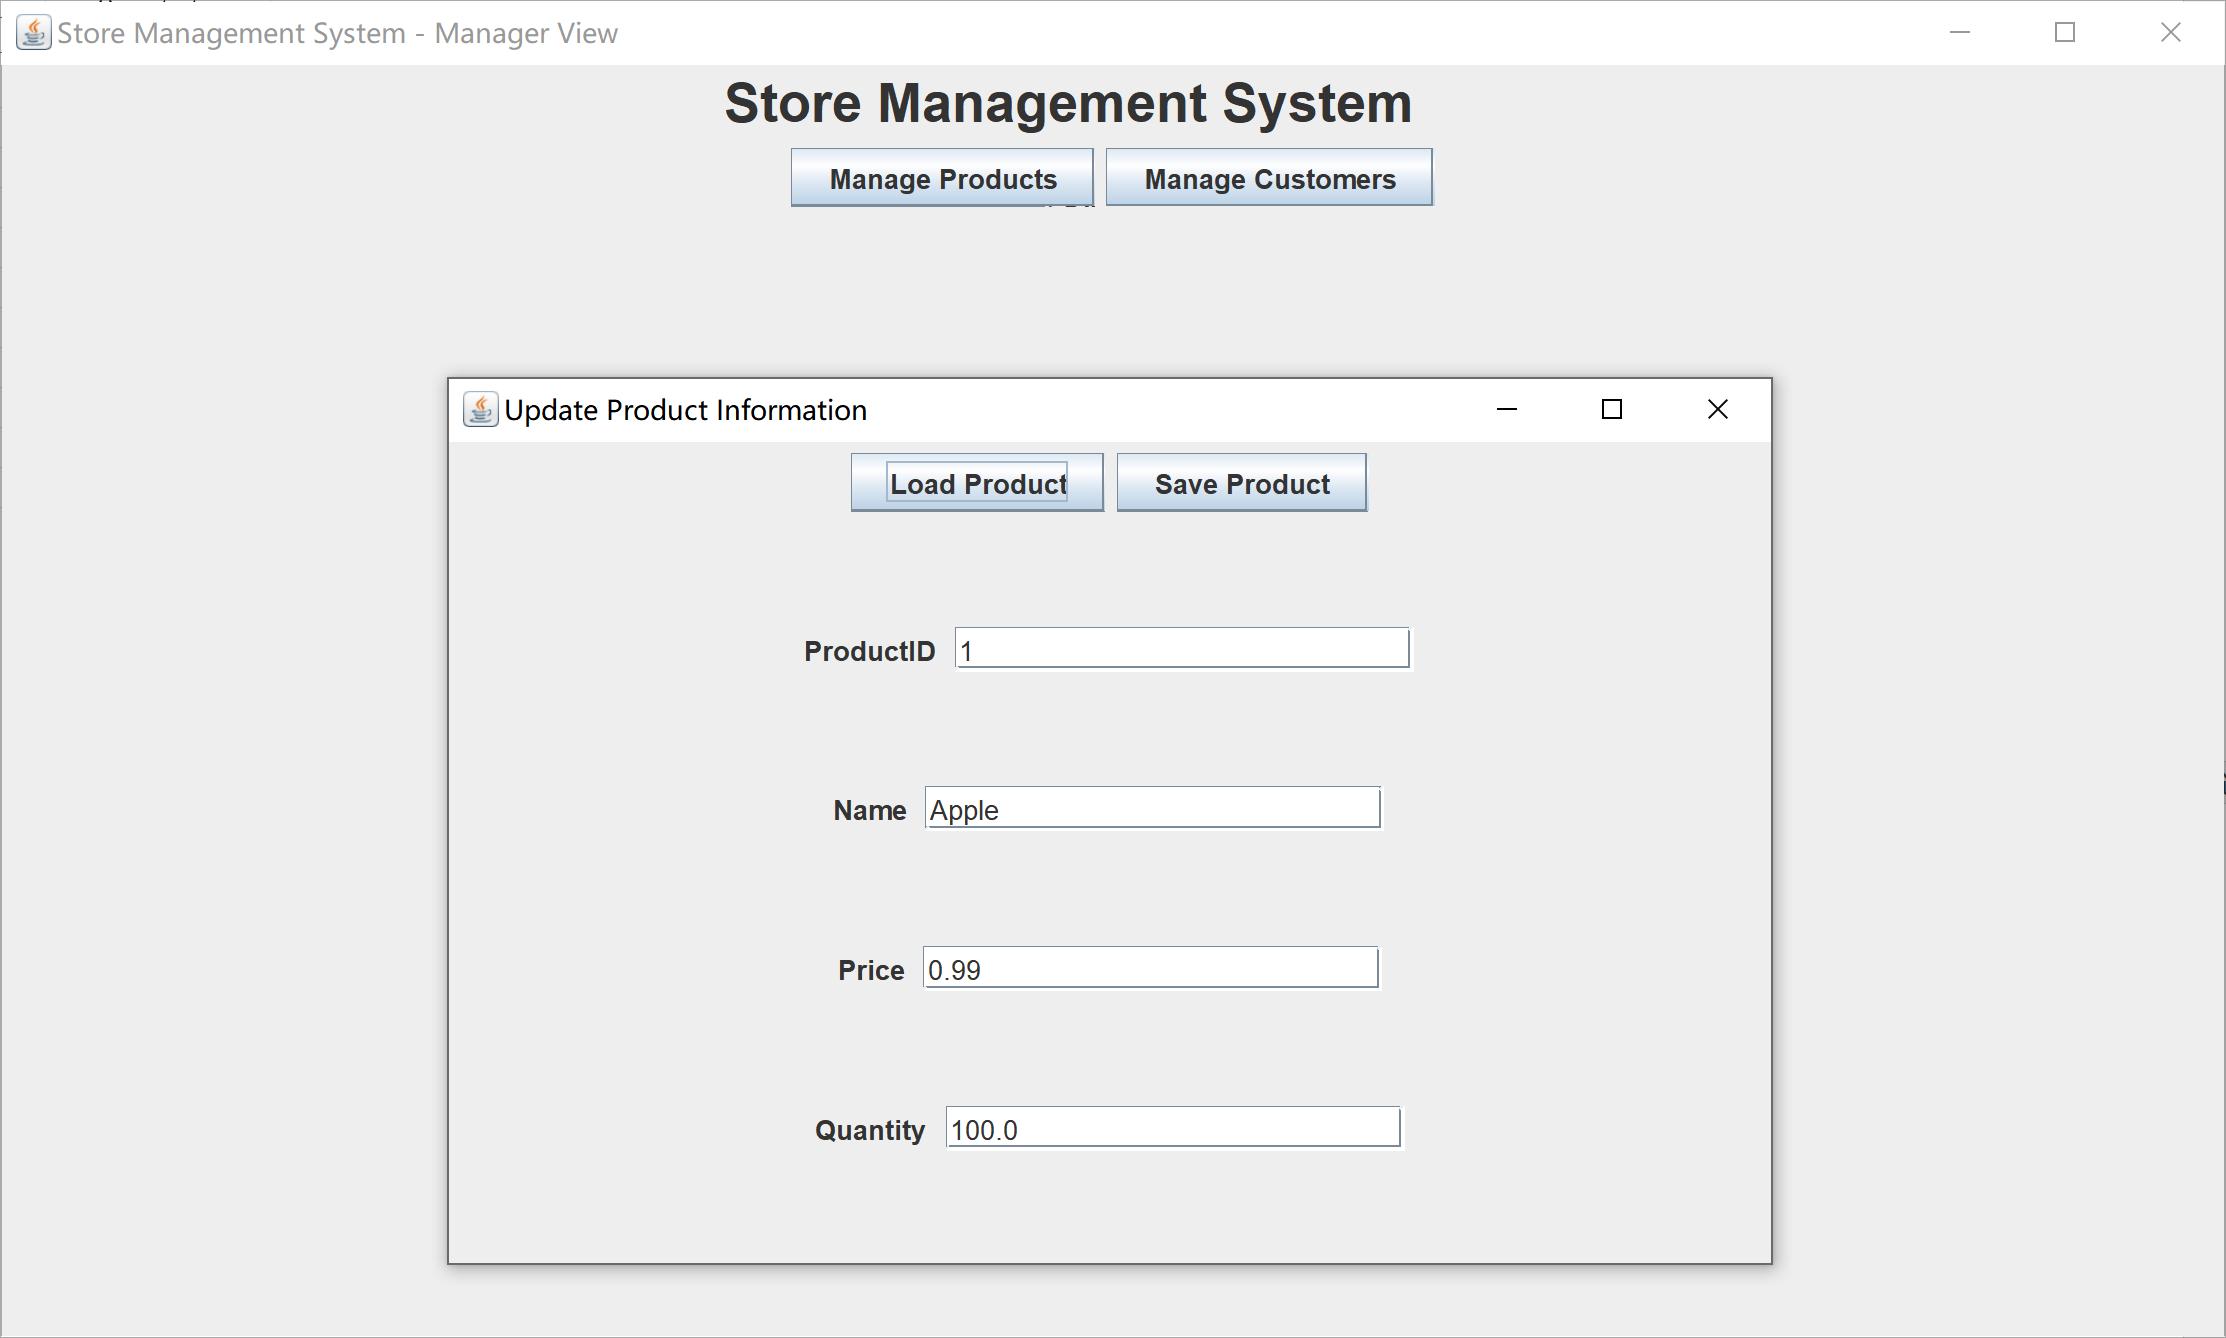 Store Management System - Manager View
Store Management System
Manage Products Manage Customers
Update Product Information
Load Product Save Product
ProductID 1
Name Apple
Price 0.99
Quantity 100.0